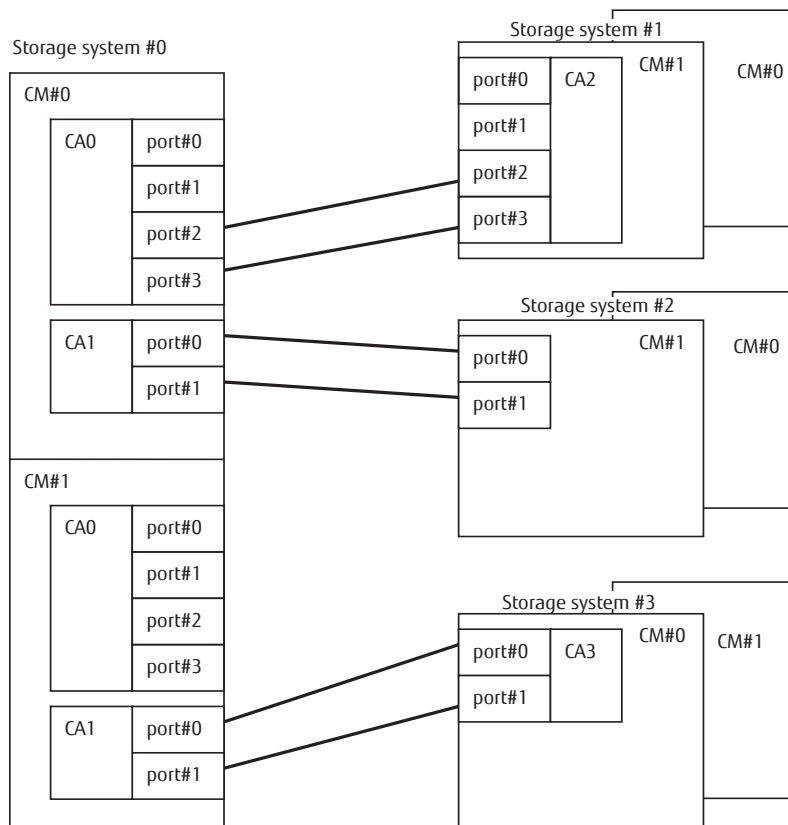 Storage system #0
CM#0
CA0
port#0
port#1
port#2
port#3
CA1
port#0
port#1
CM#1
CA0
port#0
port#1
port#2
port#3
CA1
port#0
port#1
Storage system #1
port#0
CA2
CM#1
CM#0
port#1
port#2
port#3
Storage system #2
port#0
CM#1
CM#0
port#1
Storage system #3
port#0
CA3
CM#0
CM#1
port#1